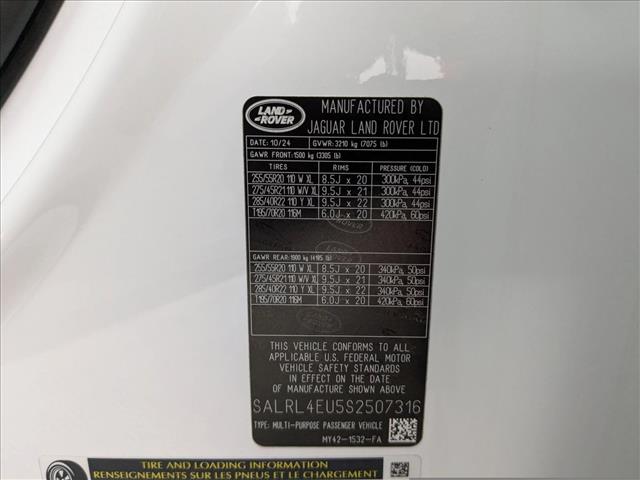 LAND
ROVER
MANUFACTURED BY
JAGUAR LAND ROVER LTD
DATE: 10/24 GVWR: 3210 kg (7075 lb)
GAWR FRONT: 1500 kg (3305 lb)
TIRES RIMS PRESSURE (COLD)
255/55R20 110 W XL 8.5J x 20 300kPa, 44psi
275/45R21 110 W/V XL 9.5J x 21 300kPa, 44psi
285/40R22 110 Y XL 9.5J x 22 300kPa, 44psi
T195/70R20 116M 6.0J x 20 420kPa, 60psi
GAWR REAR: 1900 kg (4195 lb)
255/55R20 110 W XL 8.5J x 20 340kPa, 50psi
275/45R21 110 W/V XL 9.5J x 21 340kPa, 50psi
285/40R22 110 Y XL 9.5J x 22 340kPa, 50psi
T195/70R20 116M 6.0J x 20 420kPa, 60psi
THIS VEHICLE CONFORMS TO ALL
APPLICABLE U.S. FEDERAL MOTOR
VEHICLE SAFETY STANDARDS
IN EFFECT ON THE DATE OF
MANUFACTURE SHOWN ABOVE
SALRL4EU5S2507316
TYPE: MULTI-PURPOSE PASSENGER VEHICLE
MY42-1532-FA
TIRE AND LOADING INFORMATION
RENSEIGNEMENTS SUR LES PNEUS ET LE CHARGEMENT